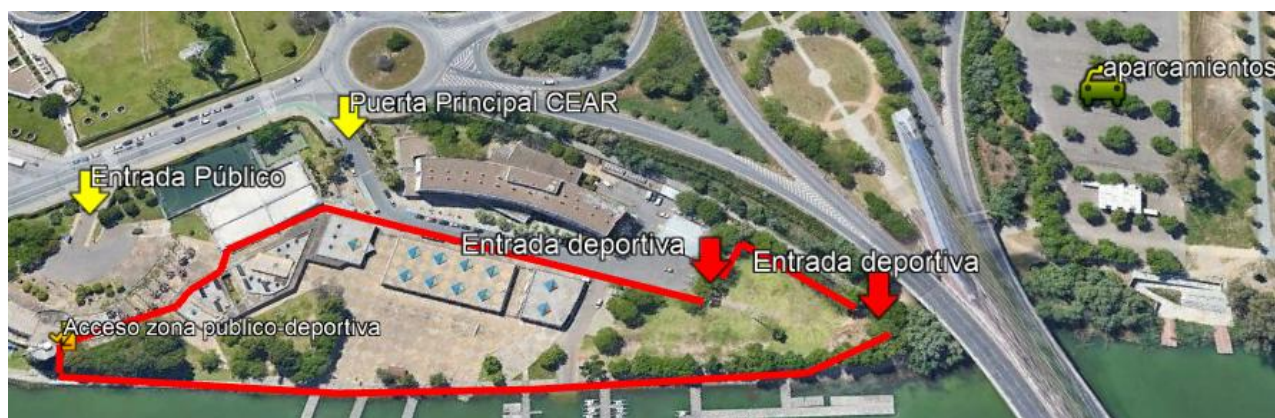 aparcamientos
Puerta Principal CEAR
Entrada Público
Entrada deportiva
Entrada deportiva
Acceso zona público-deportiva